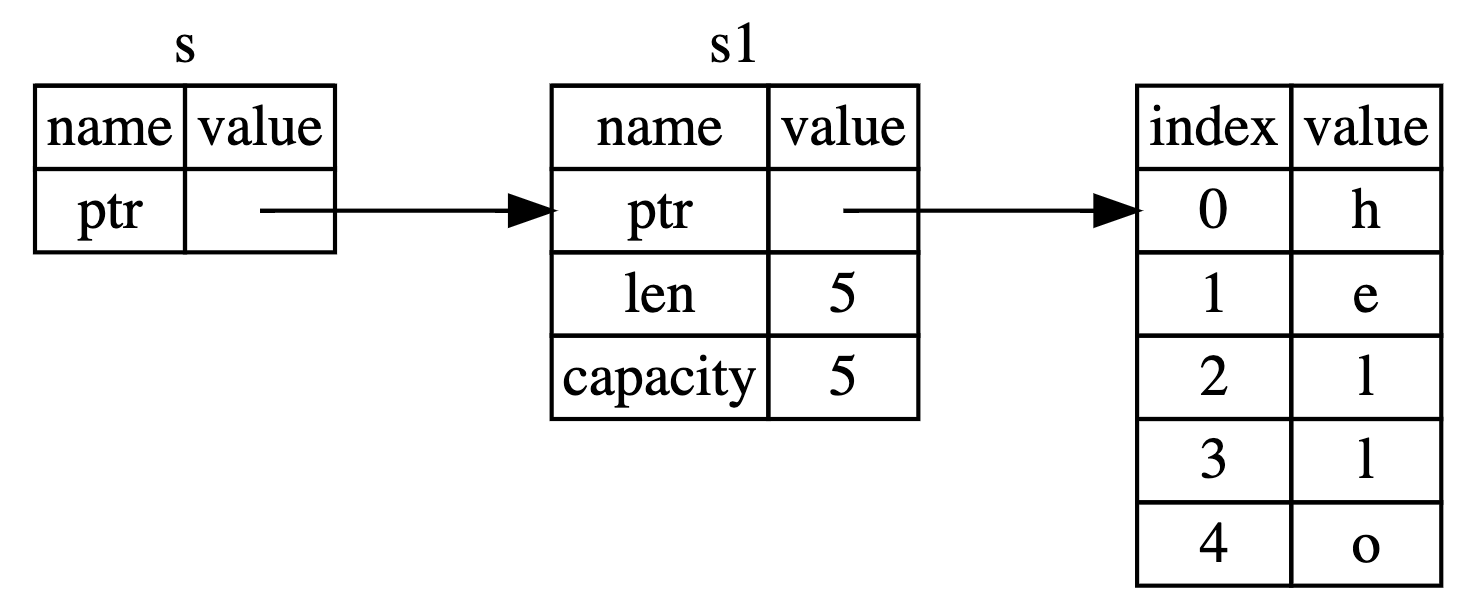 s
name value
ptr
s1
name value
ptr
len 5
capacity 5
index value
0 h
1 e
2 l
3 l
4 o